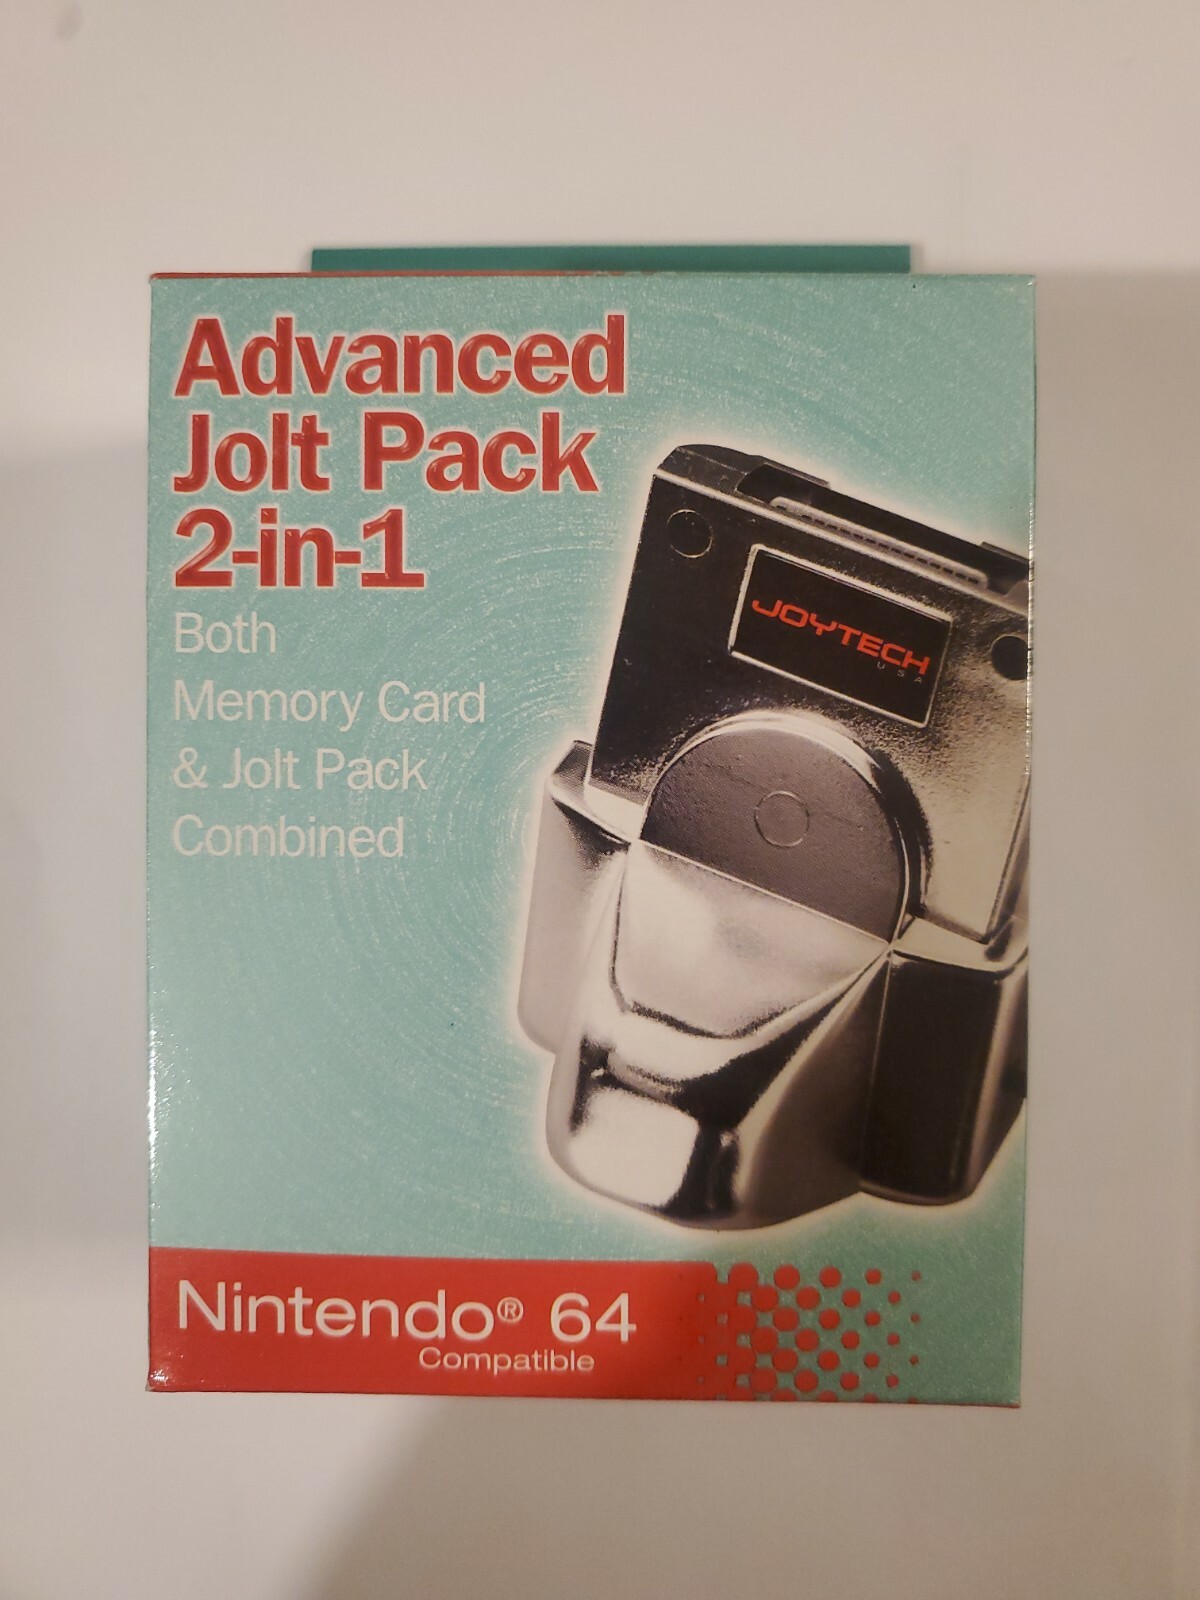 Advanced
Jolt Pack
2-in-1
Both
Memory Card
& Jolt Pack
Combined
JOYTECH
USA
Nintendo® 64
Compatible